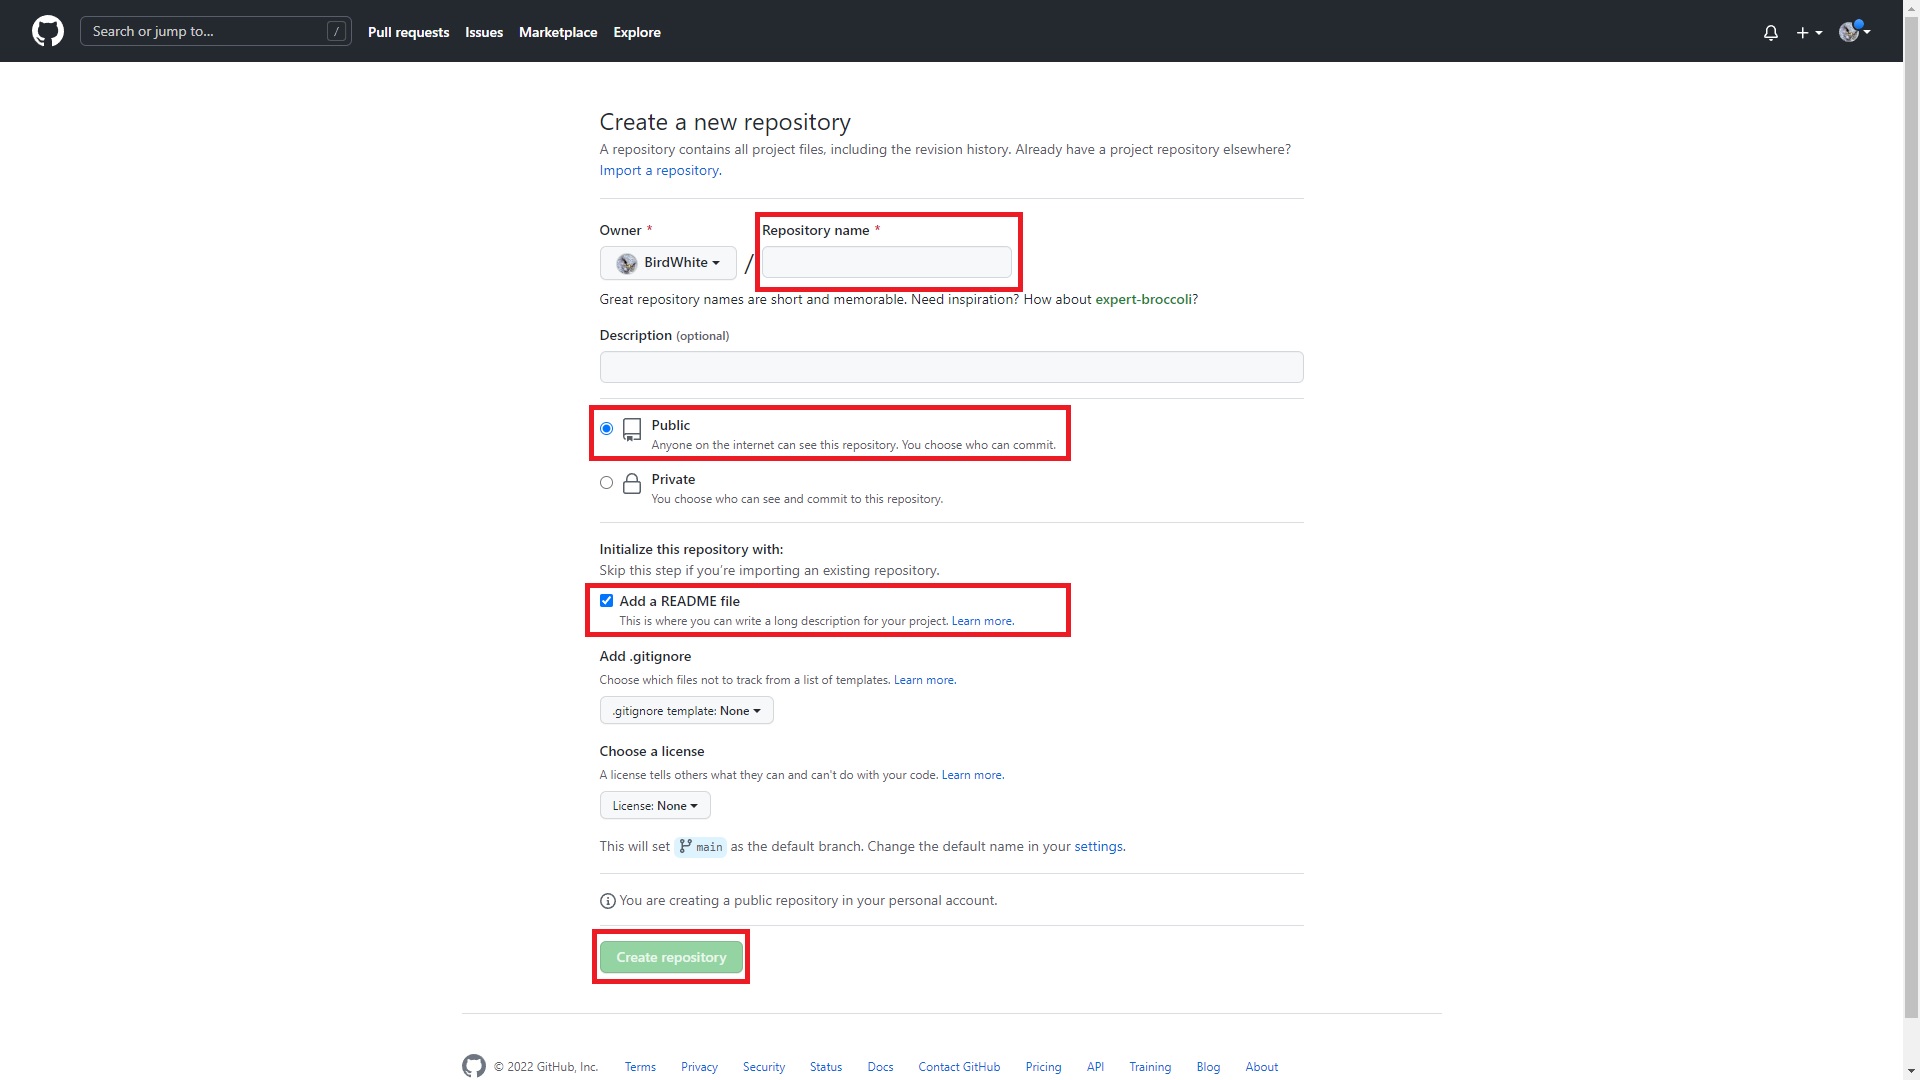 Search or jump to... /
Pull requests Issues Marketplace Explore
Create a new repository
A repository contains all project files, including the revision history. Already have a project repository elsewhere?
Import a repository.
Owner * Repository name *
BirdWhite /
Great repository names are short and memorable. Need inspiration? How about expert-broccoli?
Description (optional)
Public
Anyone on the internet can see this repository. You choose who can commit.
Private
You choose who can see and commit to this repository.
Initialize this repository with:
Skip this step if you're importing an existing repository.
Add a README file
This is where you can write a long description for your project. Learn more.
Add .gitignore
Choose which files not to track from a list of templates. Learn more.
.gitignore template: None
Choose a license
A license tells others what they can and can't do with your code. Learn more.
License: None
This will set main as the default branch. Change the default name in your settings.
You are creating a public repository in your personal account.
Create repository
© 2022 GitHub, Inc. Terms Privacy Security Status Docs Contact GitHub Pricing API Training Blog About